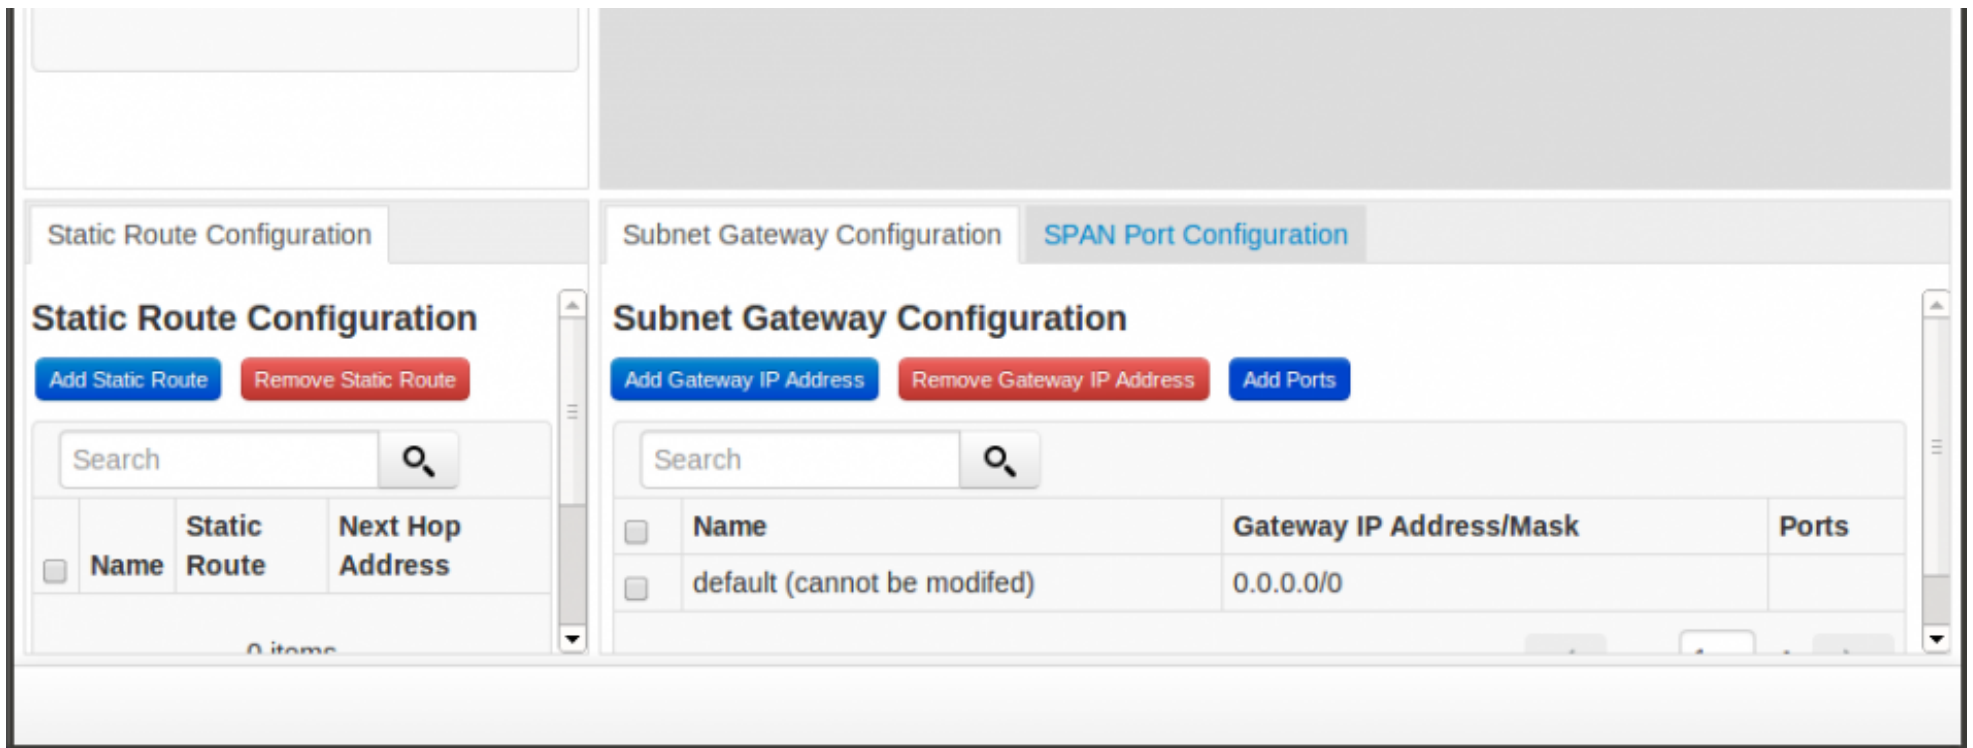 Static Route Configuration
Static Route Configuration
Add Static Route Remove Static Route
Search
Name Static Route Next Hop Address
0 items
Subnet Gateway Configuration SPAN Port Configuration
Subnet Gateway Configuration
Add Gateway IP Address Remove Gateway IP Address Add Ports
Search
Name Gateway IP Address/Mask Ports
default (cannot be modifed) 0.0.0.0/0